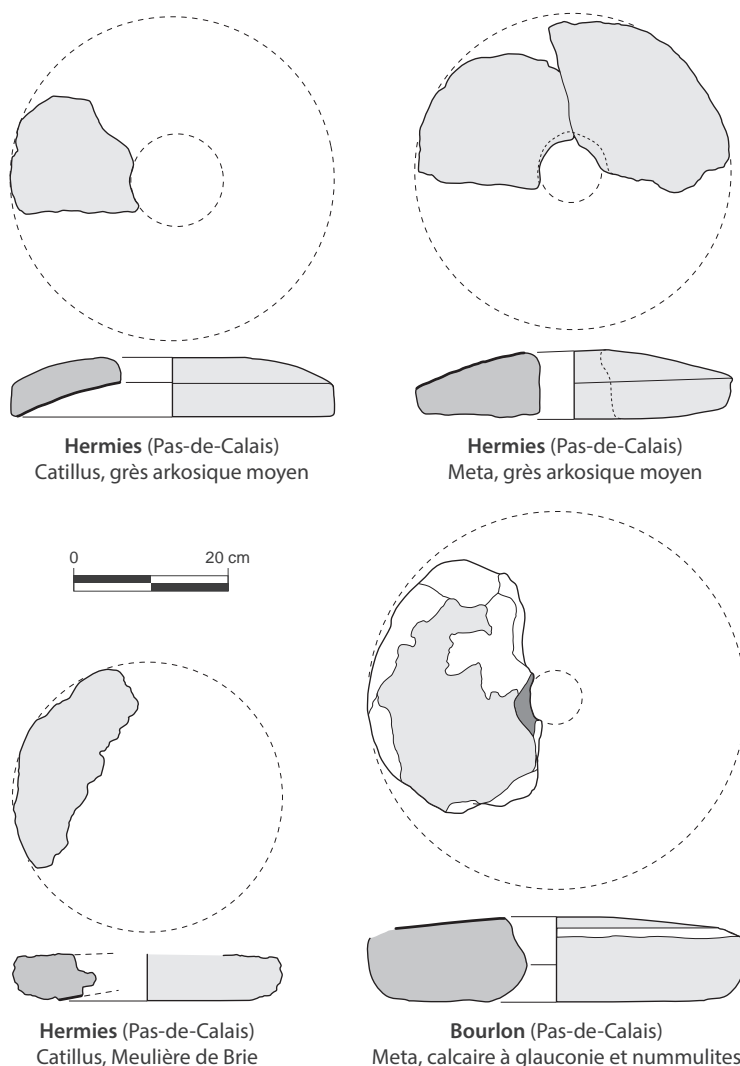 Hermies (Pas-de-Calais)
Catillus, grès arkosique moyen
Hermies (Pas-de-Calais)
Meta, grès arkosique moyen
0 20 cm
Hermies (Pas-de-Calais)
Catillus, Meulière de Brie
Bourlon (Pas-de-Calais)
Meta, calcaire à glauconie et nummulites